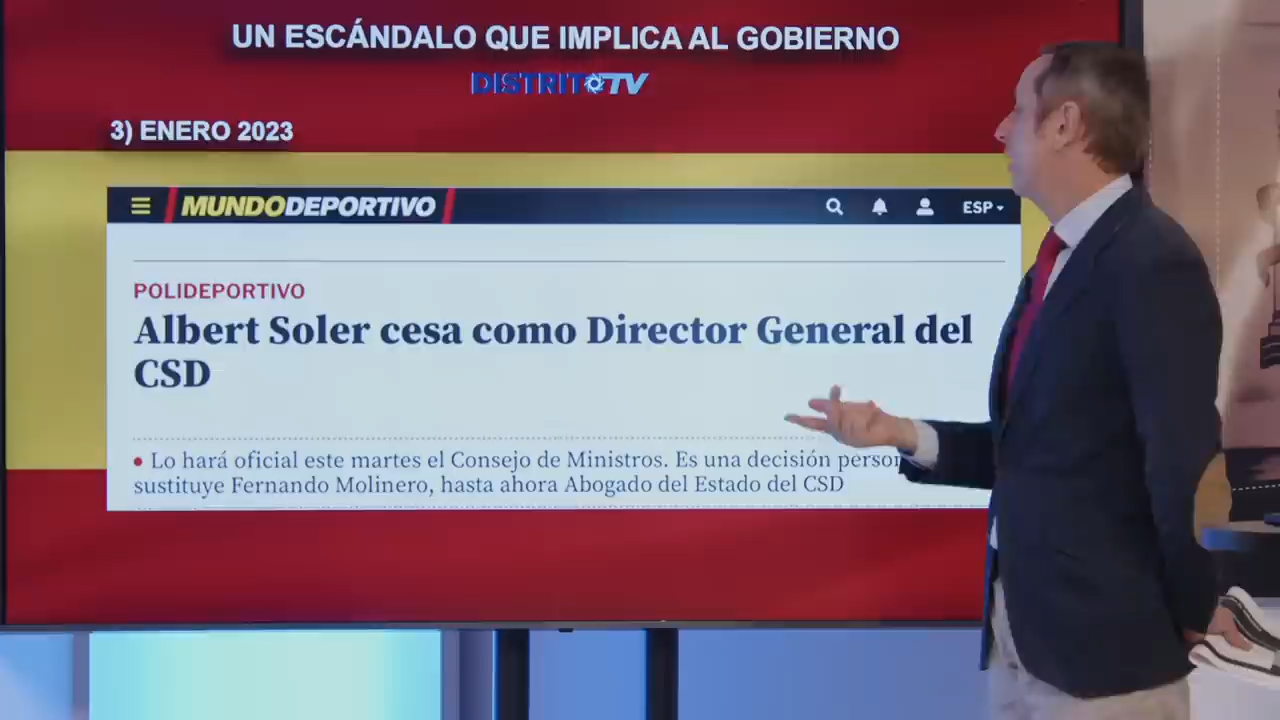 UN ESCÁNDALO QUE IMPLICA AL GOBIERNO
DISTRITOTV
3) ENERO 2023
MUNDODEPORTIVO
ESP
POLIDEPORTIVO
Albert Soler cesa como Director General del
CSD
• Lo hará oficial este martes el Consejo de Ministros. Es una decisión
sustituye Fernando Molinero, hasta ahora Abogado del Estado del CSD